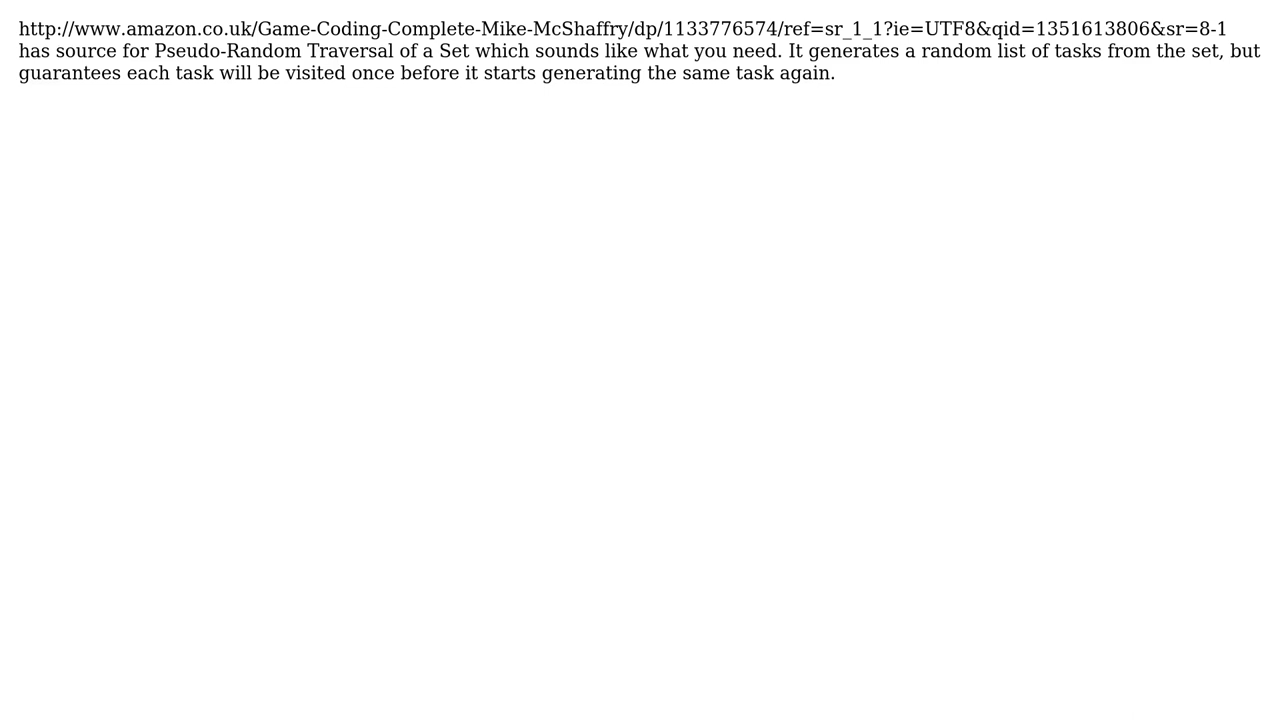 http://www.amazon.co.uk/Game-Coding-Complete-Mike-McShaffry/dp/1133776574/ref=sr_1_1?ie=UTF8&qid=1351613806&sr=8-1
has source for Pseudo-Random Traversal of a Set which sounds like what you need. It generates a random list of tasks from the set, but
guarantees each task will be visited once before it starts generating the same task again.